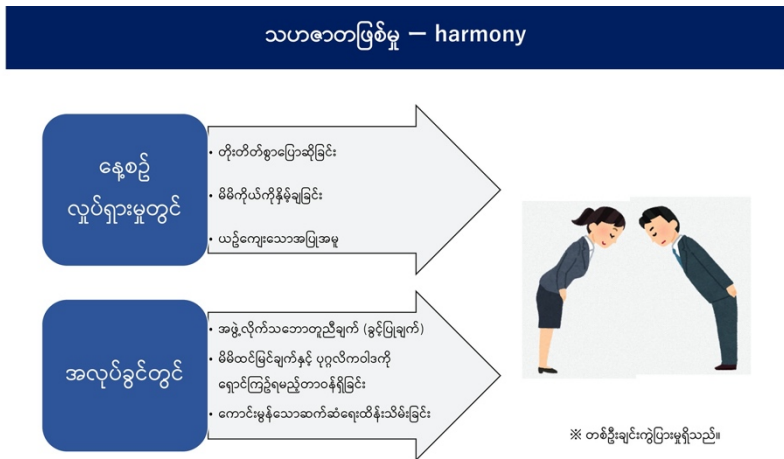 သဟဇာတဖြစ်မှု – harmony
နေ့စဉ်
လှုပ်ရှားမှုတွင်
• တိုးတိတ်စွာပြောဆိုခြင်း
• မိမိကိုယ်ကိုနှိမ့်ချခြင်း
• ယဉ်ကျေးသောအပြုအမူ
အလုပ်ခွင်တွင်
• အဖွဲ့လိုက်သဘောတူညီချက် (ခွင့်ပြုချက်)
• မိမိထင်မြင်ချက်နှင့် ပုဂ္ဂလိကဝါဒကို
ရှောင်ကြဉ်ရမည့်တာဝန်ရှိခြင်း
• ကောင်းမွန်သောဆက်ဆံရေးထိန်းသိမ်းခြင်း
※ တစ်ဦးချင်းကွဲပြားမှုရှိသည်။